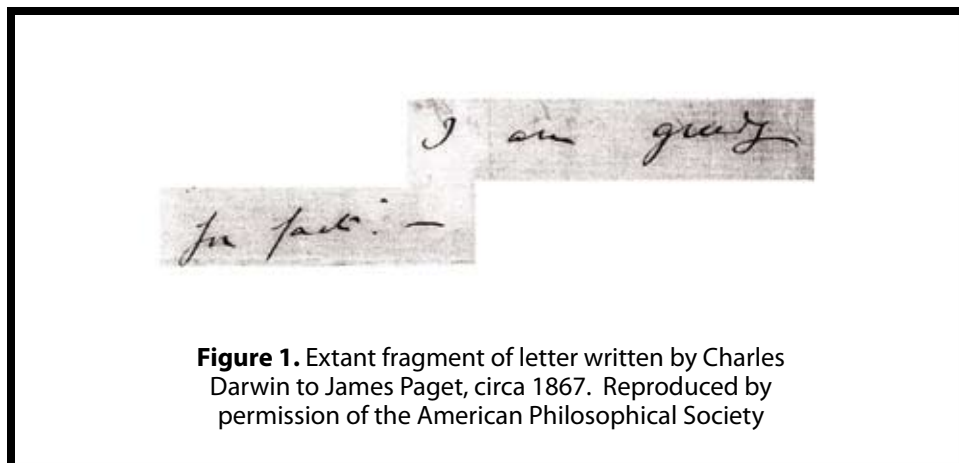 I am greedy
for facts. —
Figure 1. Extant fragment of letter written by Charles
Darwin to James Paget, circa 1867. Reproduced by
permission of the American Philosophical Society